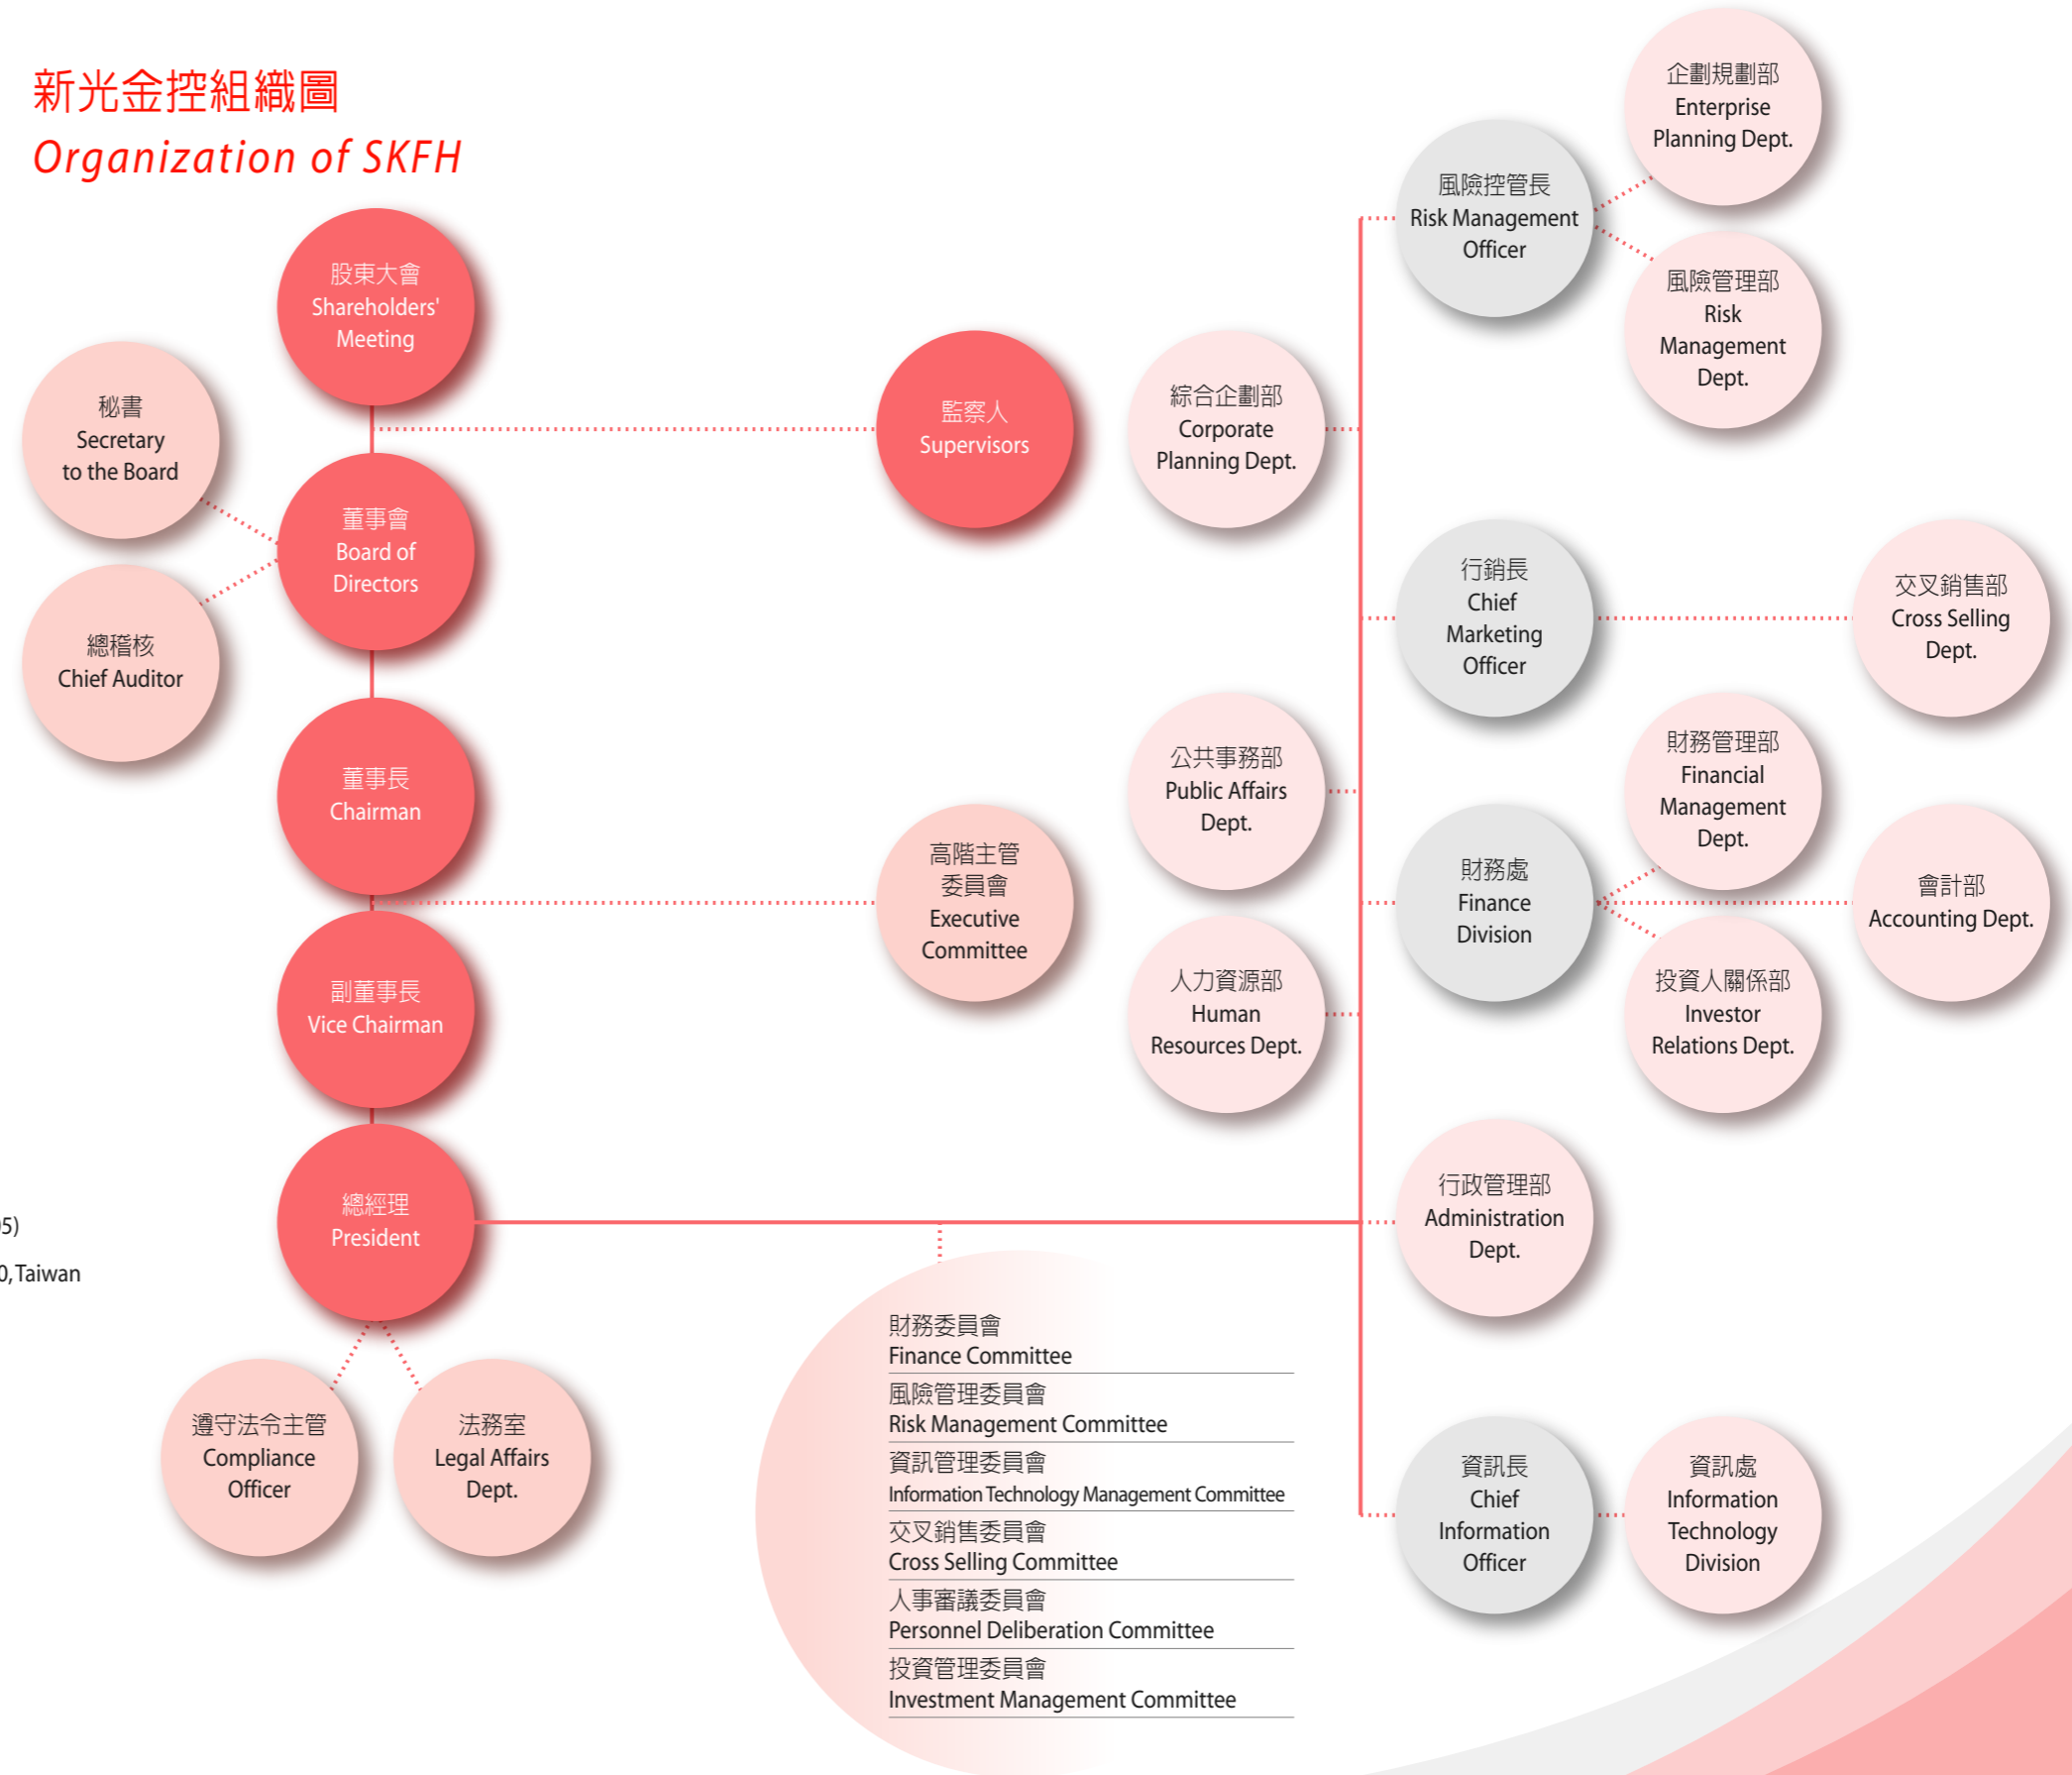 新光金控組織圖
Organization of SKFH
股東大會
Shareholders'
Meeting
秘書
Secretary
to the Board
董事會
Board of
Directors
總稽核
Chief Auditor
監察人
Supervisors
董事長
Chairman
高階主管
委員會
Executive
Committee
副董事長
Vice Chairman
總經理
President
5)
0, Taiwan
遵守法令主管
Compliance
Officer
法務室
Legal Affairs
Dept.
財務委員會
Finance Committee
風險管理委員會
Risk Management Committee
資訊管理委員會
Information Technology Management Committee
交叉銷售委員會
Cross Selling Committee
人事審議委員會
Personnel Deliberation Committee
投資管理委員會
Investment Management Committee
綜合企劃部
Corporate
Planning Dept.
公共事務部
Public Affairs
Dept.
人力資源部
Human
Resources Dept.
風險控管長
Risk Management
Officer
企劃規劃部
Enterprise
Planning Dept.
風險管理部
Risk
Management
Dept.
行銷長
Chief
Marketing
Officer
交叉銷售部
Cross Selling
Dept.
財務處
Finance
Division
財務管理部
Financial
Management
Dept.
會計部
Accounting Dept.
投資人關係部
Investor
Relations Dept.
行政管理部
Administration
Dept.
資訊長
Chief
Information
Officer
資訊處
Information
Technology
Division